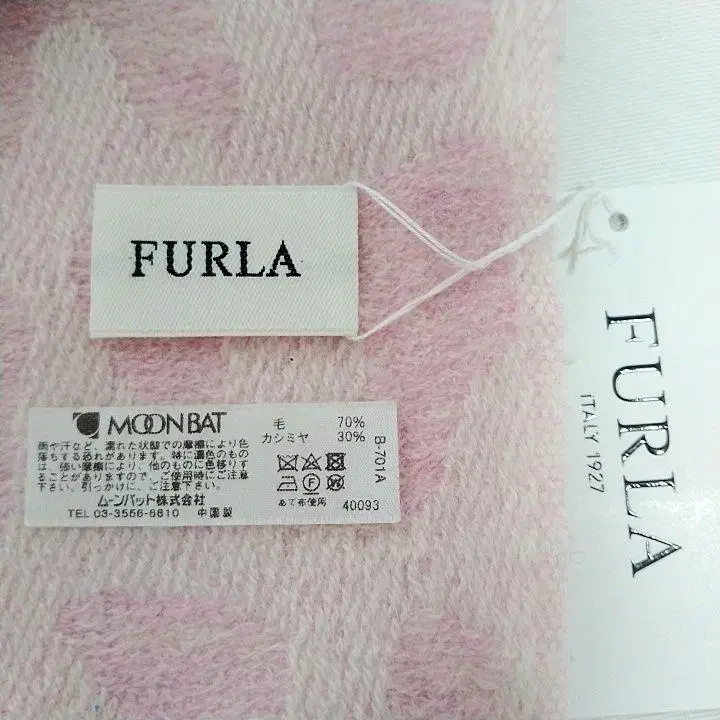 FURLA
MOONBAT
雨や汗など、濡れた状態での摩擦により色
落ちする恐れがあります。特に濃色のもの
は、強い摩擦により、他のものに色移りす
ることがありますので、ご使用時にご注意
下さい。引っかけに、ご注意下さい。
ムーンバット株式会社
TEL 03-3556-6810 中国製
毛 70%
カシミヤ 30%
あて布使用
40093
B-701A
FURLA
ITALY 1927